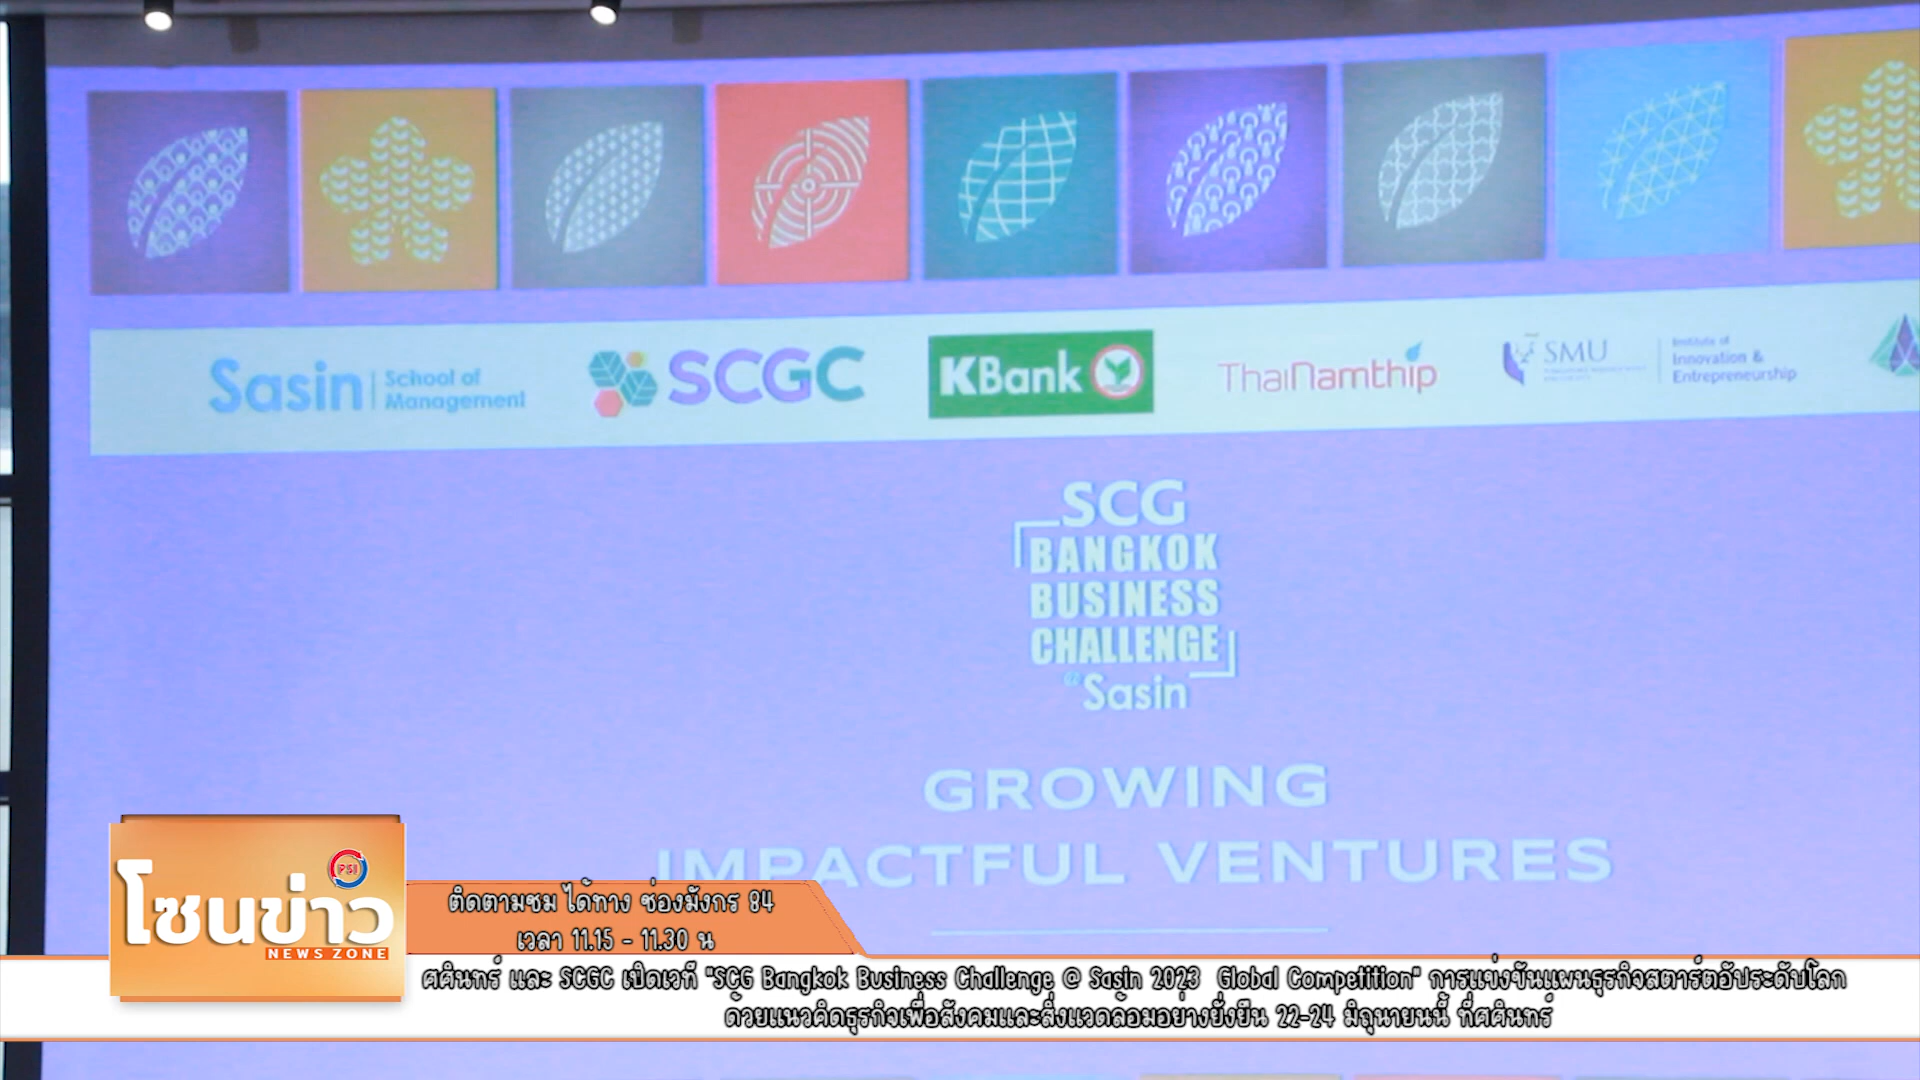 Sasin School of Management
SCGC
KBank
ThaiNamthip
SMU
Institute of
Innovation &
Entrepreneurship
SCG
BANGKOK
BUSINESS
CHALLENGE
@Sasin
GROWING
IMPACTFUL VENTURES
PSI
โซนข่าว
NEWS ZONE
ติดตามชม ได้ทาง ช่องมังกร 84
เวลา 11.15 - 11.30 น
ศศินทร์ และ SCGC เปิดเวที "SCG Bangkok Business Challenge @ Sasin 2023 Global Competition" การแข่งขันแผนธุรกิจสตาร์ตอัประดับโลก
ด้วยแนวคิดธุรกิจเพื่อสังคมและสิ่งแวดล้อมอย่างยั่งยืน 22-24 มิถุนายนนี้ ที่ศศินทร์